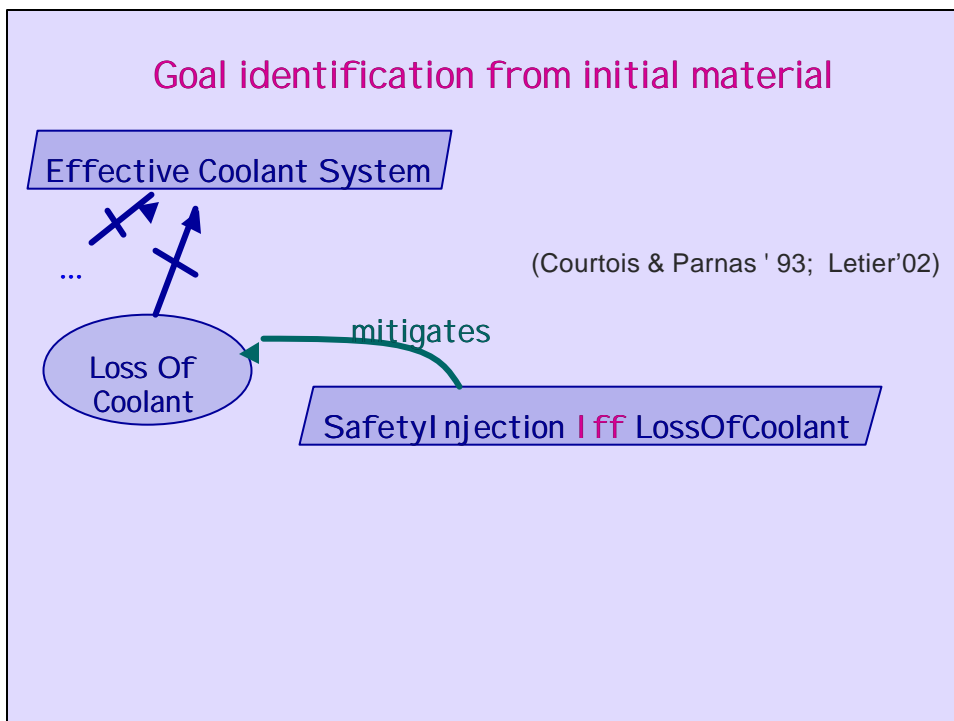 Goal identification from initial material
Effective Coolant System
...
(Courtois & Parnas ' 93; Letier'02)
mitigates
Loss Of
Coolant
SafetyInjection Iff LossOfCoolant